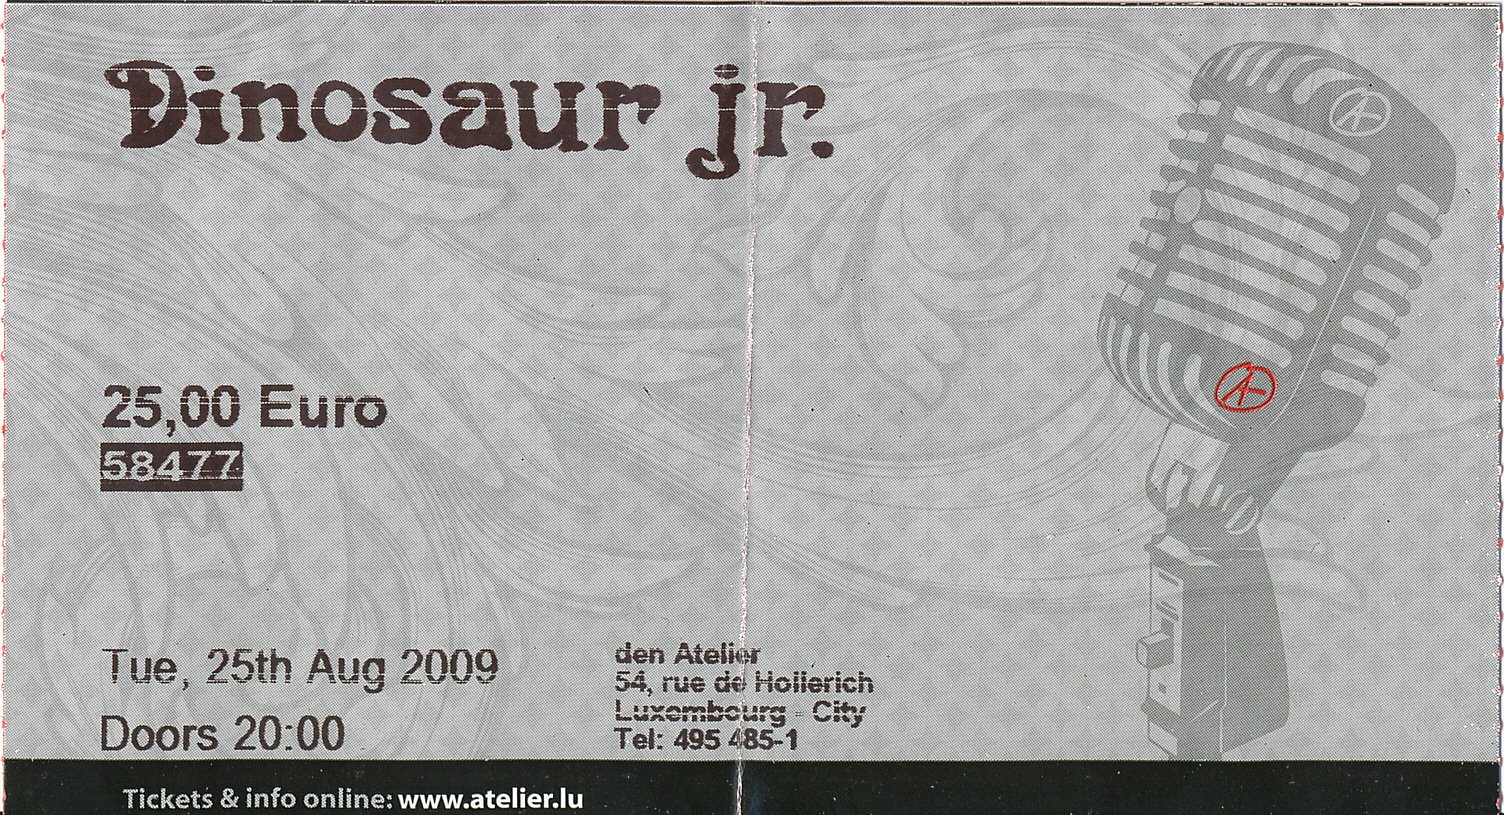 Dinosaur jr.
25,00 Euro
58477
Tue, 25th Aug 2009
Doors 20:00
den Atelier
54, rue de Hollerich
Luxembourg - City
Tel: 495 485-1
Tickets & info online: www.atelier.lu